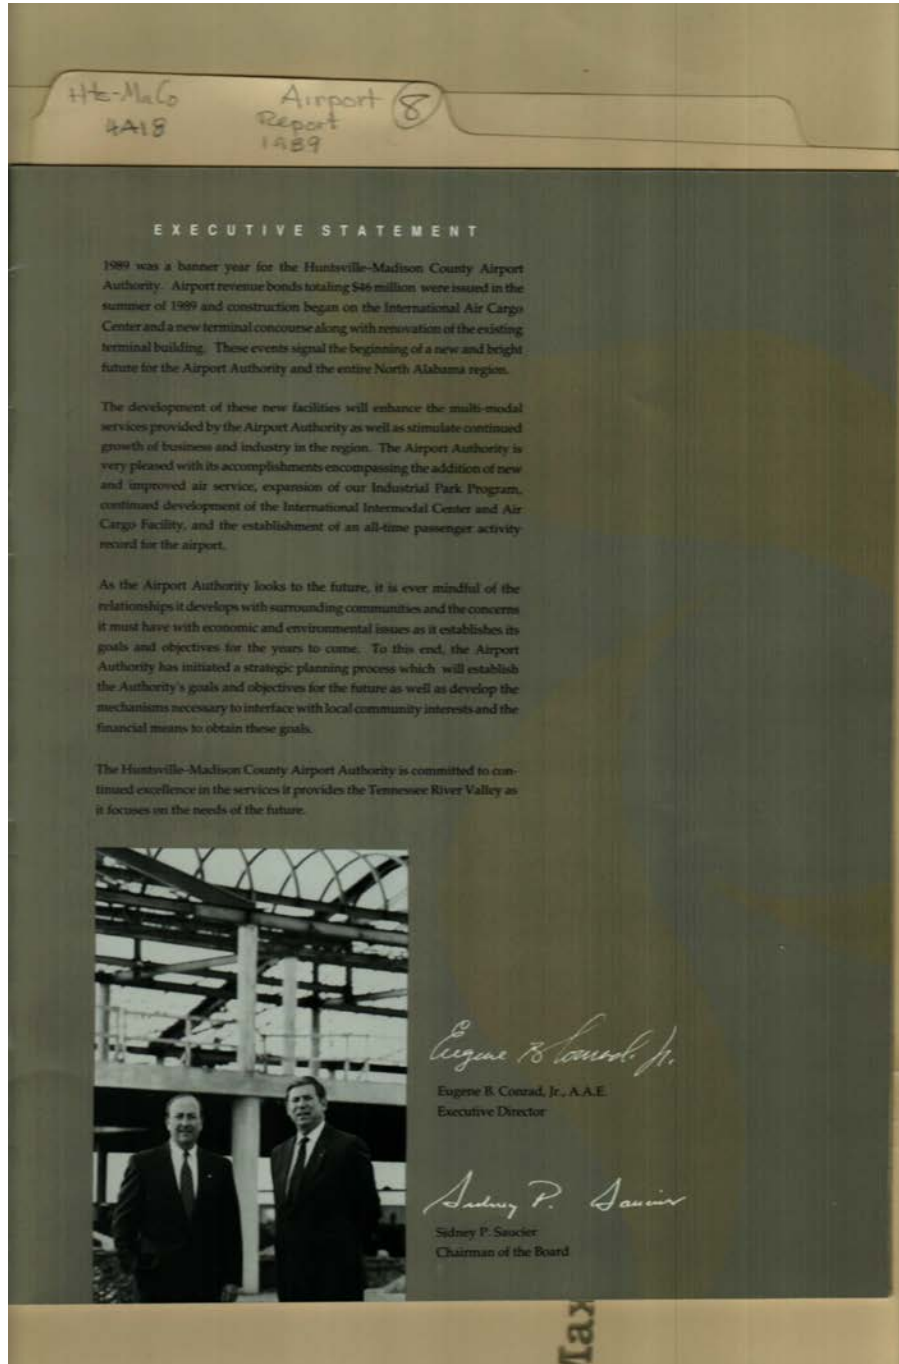 Hts-MaCo Airport 8
4A18 Report
1989
EXECUTIVE STATEMENT
1989 was a banner year for the Huntsville-Madison County Airport
Authority. Airport revenue bonds totaling $46 million were issued in the
summer of 1989 and construction began on the International Air Cargo
Center and a new terminal concourse along with renovation of the existing
terminal building. These events signal the beginning of a new and bright
future for the Airport Authority and the entire North Alabama region.
The development of these new facilities will enhance the multi-modal
services provided by the Airport Authority as well as stimulate continued
growth of business and industry in the region. The Airport Authority is
very pleased with its accomplishments encompassing the addition of new
and improved air service, expansion of our Industrial Park Program,
continued development of the International Intermodal Center and Air
Cargo Facility, and the establishment of an all-time passenger activity
record for the airport.
As the Airport Authority looks to the future, it is ever mindful of the
relationships it develops with surrounding communities and the concerns
it must have with economic and environmental issues as it establishes its
goals and objectives for the years to come. To this end, the Airport
Authority has initiated a strategic planning process which will establish
the Authority's goals and objectives for the future as well as develop the
mechanisms necessary to interface with local community interests and the
financial means to obtain these goals.
The Huntsville-Madison County Airport Authority is committed to con-
tinued excellence in the services it provides the Tennessee River Valley as
it focuses on the needs of the future.
Eugene B Conrad. Jr.
Eugene B. Conrad, Jr., A.A.E.
Executive Director
Sidney P. Saucier
Sidney P. Saucier
Chairman of the Board
Max